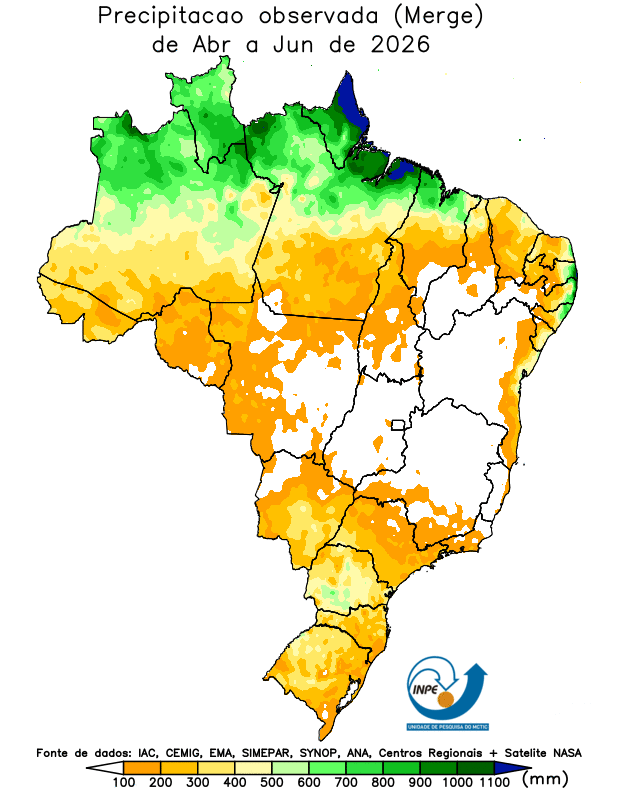 Precipitacao observada (Merge)
de Abr a Jun de 2026
INPE
UNIDADE DE PESQUISA DO MCTIC
Fonte de dados: IAC, CEMIG, EMA, SIMEPAR, SYNOP, ANA, Centros Regionais + Satelite NASA
100 200 300 400 500 600 700 800 900 1000 1100 (mm)